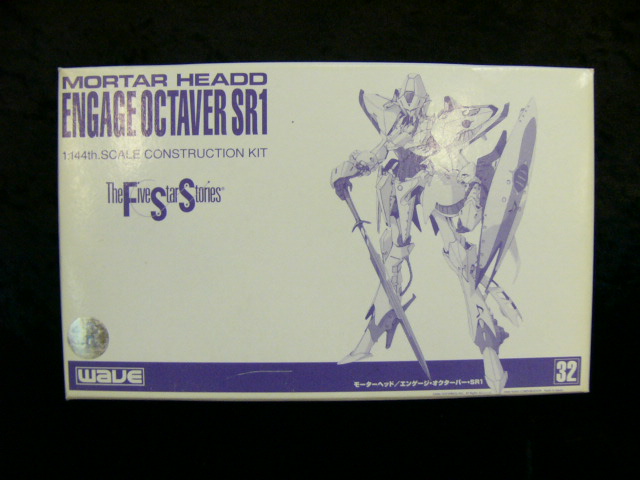 MORTAR HEADD
ENGAGE OCTAVER SR1
1:144th.SCALE CONSTRUCTION KIT
The Five Star Stories
WAVE
モーターヘッド/エンゲージ・オクターバー・SR1
32